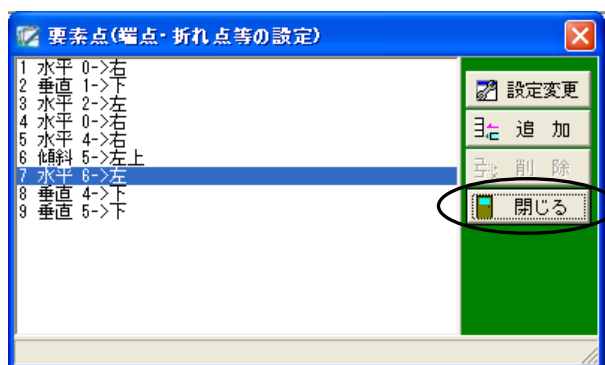 要素点(端点・折れ点等の設定)
1 水平 0->右
2 垂直 1->下
3 水平 2->左
4 水平 0->右
5 水平 4->右
6 傾斜 5->左上
7 水平 6->左
8 垂直 4->下
9 垂直 5->下
設定変更
追 加
削 除
閉じる